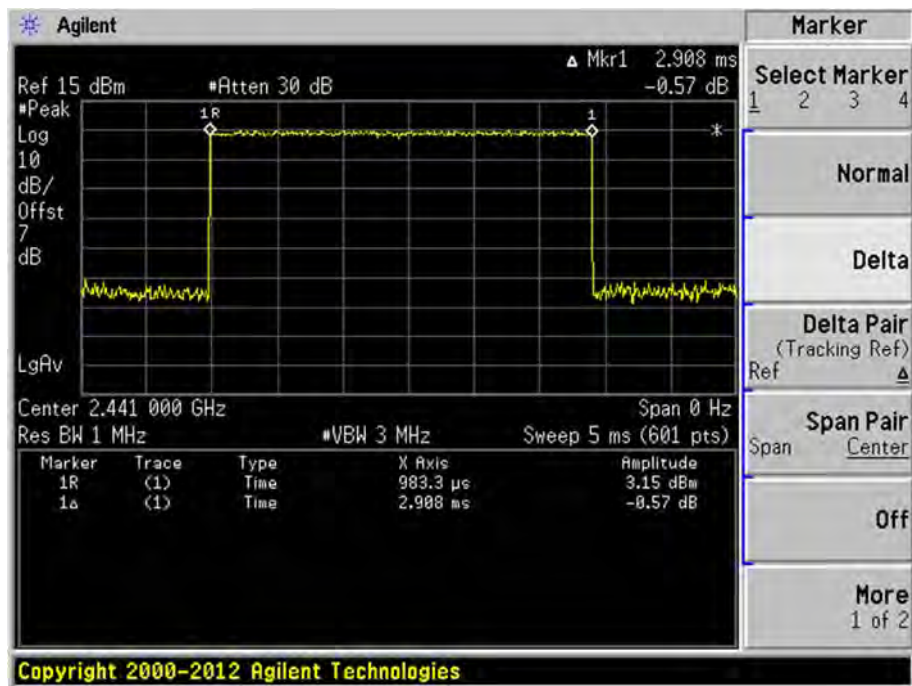 Agilent
Marker
Δ Mkr1 2.908 ms
Ref 15 dBm #Atten 30 dB -0.57 dB
#Peak
Log
10
dB/
Offst
7
dB
LgAv
1R
1
*
Center 2.441 000 GHz Span 0 Hz
Res BW 1 MHz #VBW 3 MHz Sweep 5 ms (601 pts)
Marker Trace Type X Axis Amplitude
1R (1) Time 983.3 µs 3.15 dBm
1Δ (1) Time 2.908 ms -0.57 dB
Select Marker
1 2 3 4
Normal
Delta
Delta Pair
(Tracking Ref)
Ref Δ
Span Pair
Span Center
Off
More
1 of 2
Copyright 2000-2012 Agilent Technologies